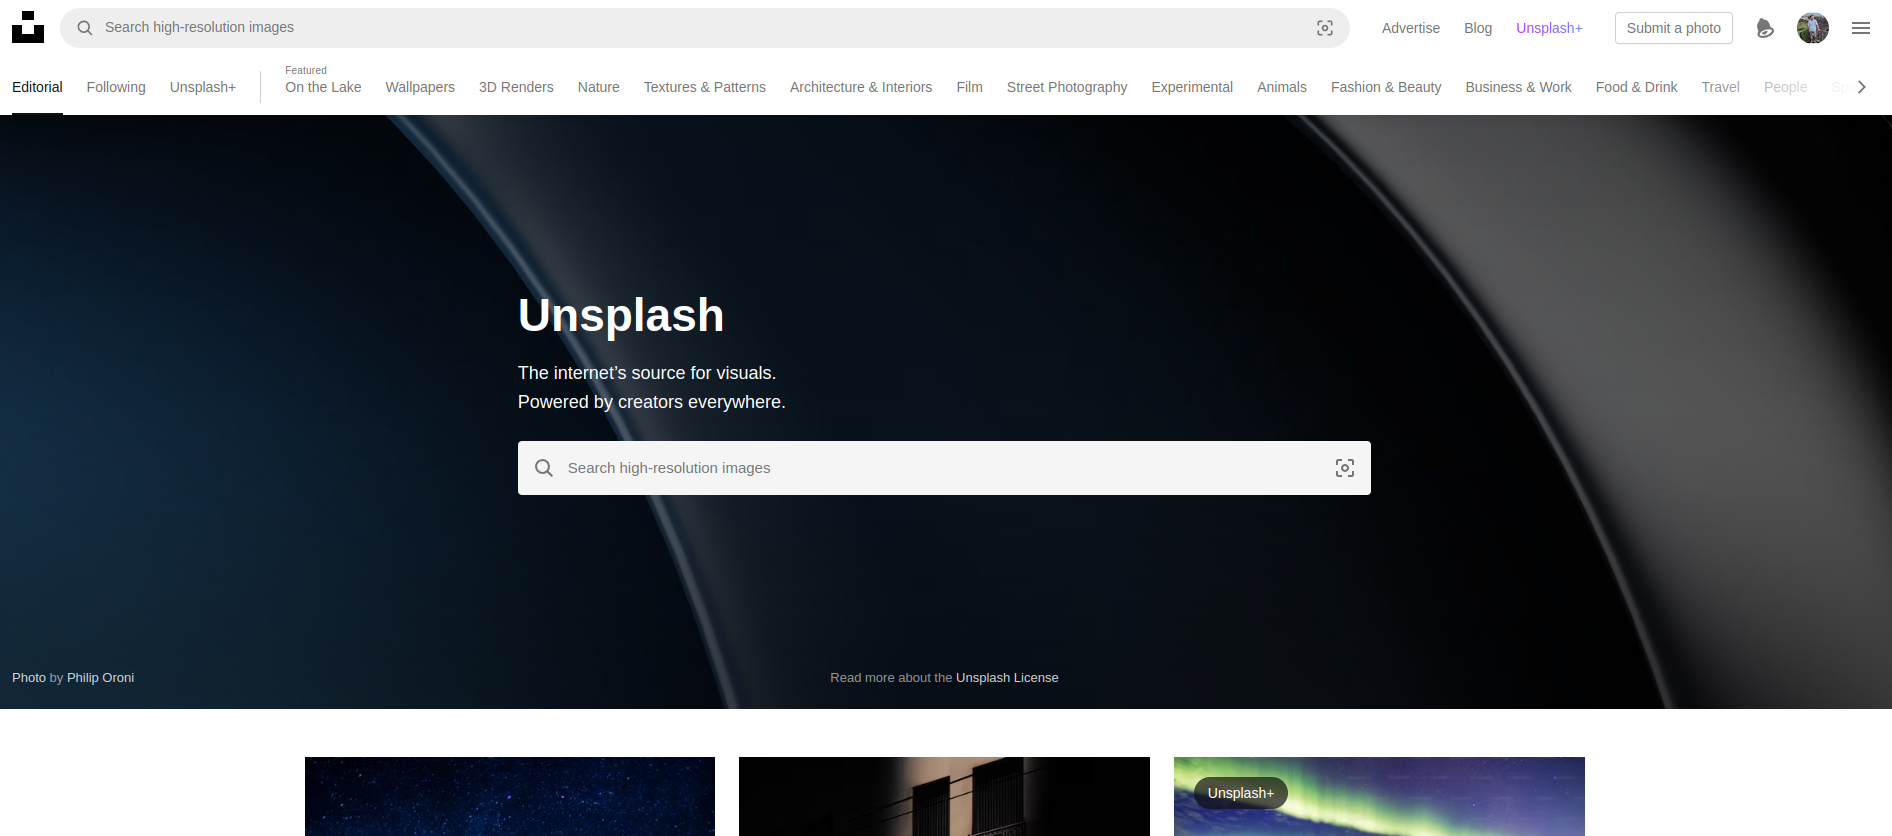 Search high-resolution images
Advertise
Blog
Unsplash+
Submit a photo
Editorial
Following
Unsplash+
Featured
On the Lake
Wallpapers
3D Renders
Nature
Textures & Patterns
Architecture & Interiors
Film
Street Photography
Experimental
Animals
Fashion & Beauty
Business & Work
Food & Drink
Travel
People
Unsplash
The internet’s source for visuals.
Powered by creators everywhere.
Search high-resolution images
Photo by Philip Oroni
Read more about the Unsplash License
Unsplash+